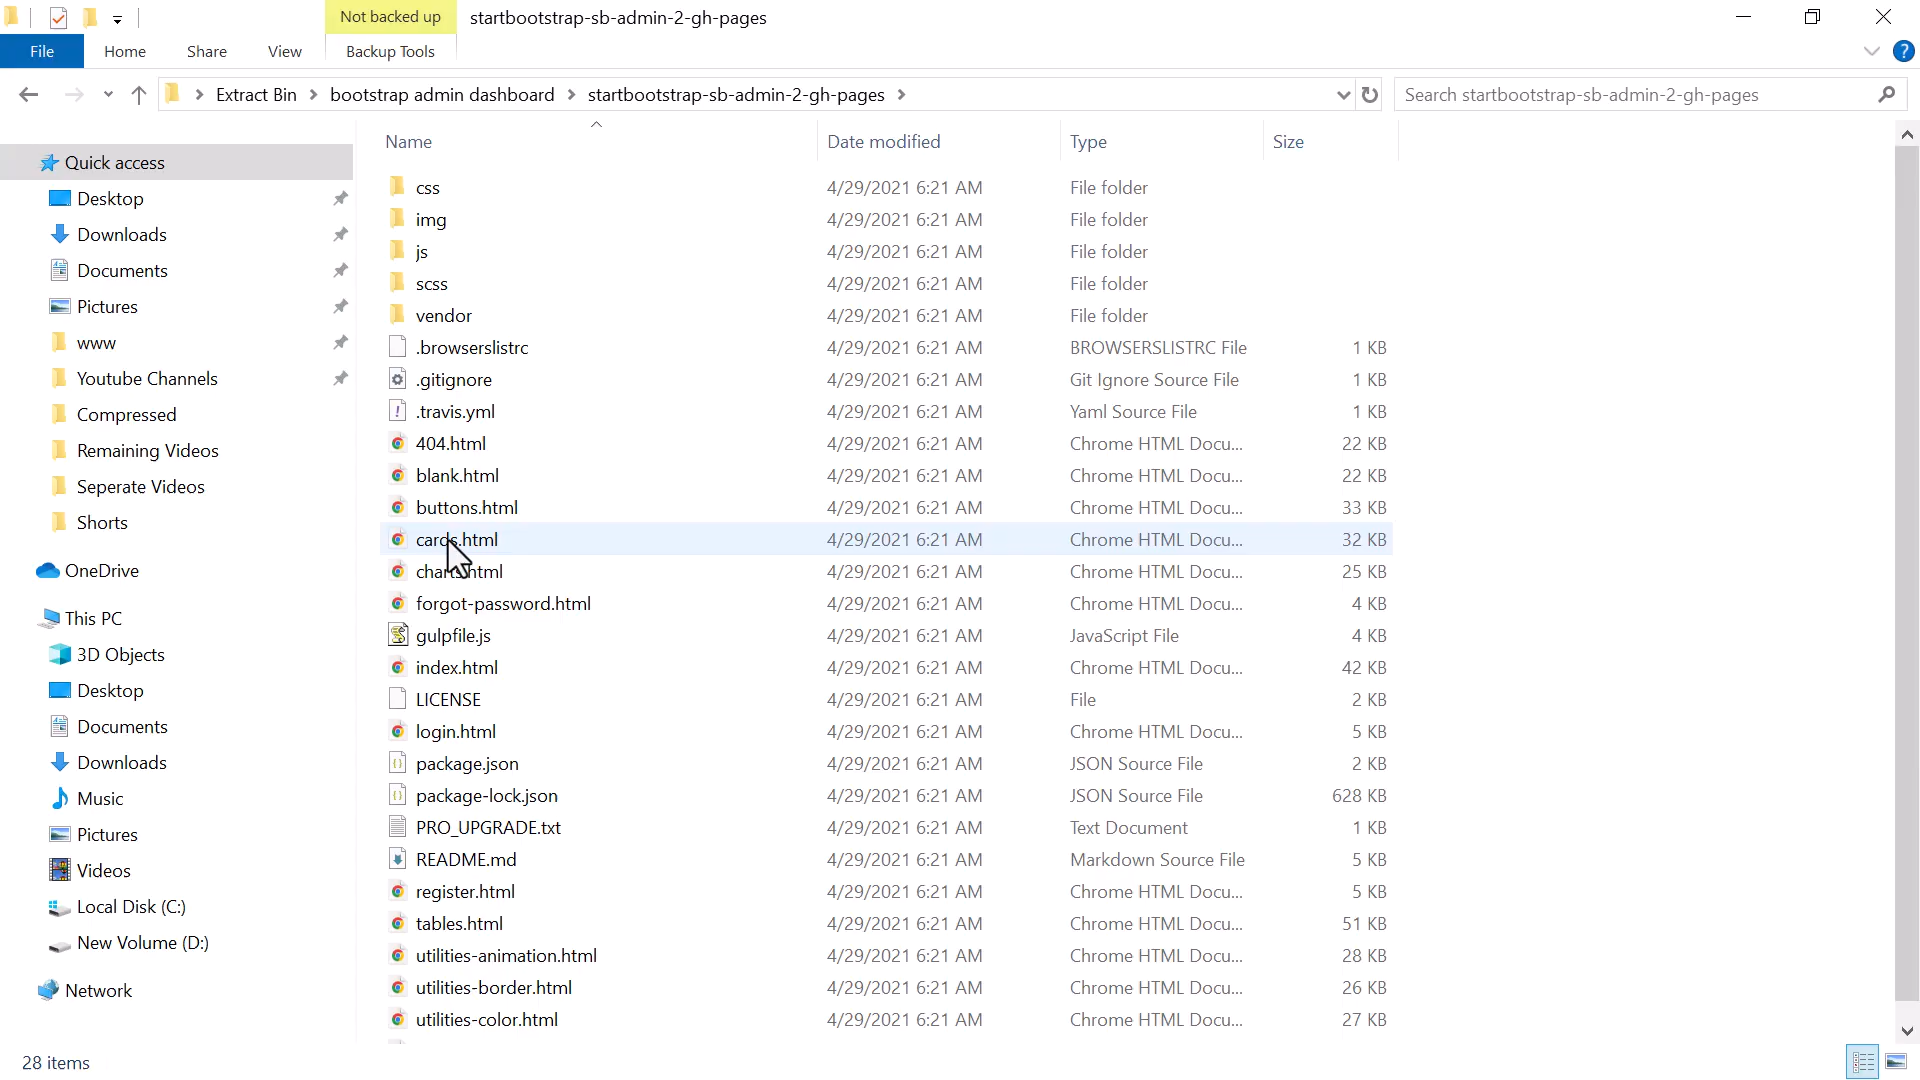 Not backed up
startbootstrap-sb-admin-2-gh-pages
File Home Share View Backup Tools
?
Extract Bin bootstrap admin dashboard startbootstrap-sb-admin-2-gh-pages
Search startbootstrap-sb-admin-2-gh-pages
Quick access
Desktop
Downloads
Documents
Pictures
www
Youtube Channels
Compressed
Remaining Videos
Seperate Videos
Shorts
OneDrive
This PC
3D Objects
Desktop
Documents
Downloads
Music
Pictures
Videos
Local Disk (C:)
New Volume (D:)
Network
Name Date modified Type Size
css 4/29/2021 6:21 AM File folder
img 4/29/2021 6:21 AM File folder
js 4/29/2021 6:21 AM File folder
scss 4/29/2021 6:21 AM File folder
vendor 4/29/2021 6:21 AM File folder
.browserslistrc 4/29/2021 6:21 AM BROWSERSLISTRC File 1 KB
.gitignore 4/29/2021 6:21 AM Git Ignore Source File 1 KB
.travis.yml 4/29/2021 6:21 AM Yaml Source File 1 KB
404.html 4/29/2021 6:21 AM Chrome HTML Docu... 22 KB
blank.html 4/29/2021 6:21 AM Chrome HTML Docu... 22 KB
buttons.html 4/29/2021 6:21 AM Chrome HTML Docu... 33 KB
cards.html 4/29/2021 6:21 AM Chrome HTML Docu... 32 KB
charts.html 4/29/2021 6:21 AM Chrome HTML Docu... 25 KB
forgot-password.html 4/29/2021 6:21 AM Chrome HTML Docu... 4 KB
gulpfile.js 4/29/2021 6:21 AM JavaScript File 4 KB
index.html 4/29/2021 6:21 AM Chrome HTML Docu... 42 KB
LICENSE 4/29/2021 6:21 AM File 2 KB
login.html 4/29/2021 6:21 AM Chrome HTML Docu... 5 KB
package.json 4/29/2021 6:21 AM JSON Source File 2 KB
package-lock.json 4/29/2021 6:21 AM JSON Source File 628 KB
PRO_UPGRADE.txt 4/29/2021 6:21 AM Text Document 1 KB
README.md 4/29/2021 6:21 AM Markdown Source File 5 KB
register.html 4/29/2021 6:21 AM Chrome HTML Docu... 5 KB
tables.html 4/29/2021 6:21 AM Chrome HTML Docu... 51 KB
utilities-animation.html 4/29/2021 6:21 AM Chrome HTML Docu... 28 KB
utilities-border.html 4/29/2021 6:21 AM Chrome HTML Docu... 26 KB
utilities-color.html 4/29/2021 6:21 AM Chrome HTML Docu... 27 KB
28 items